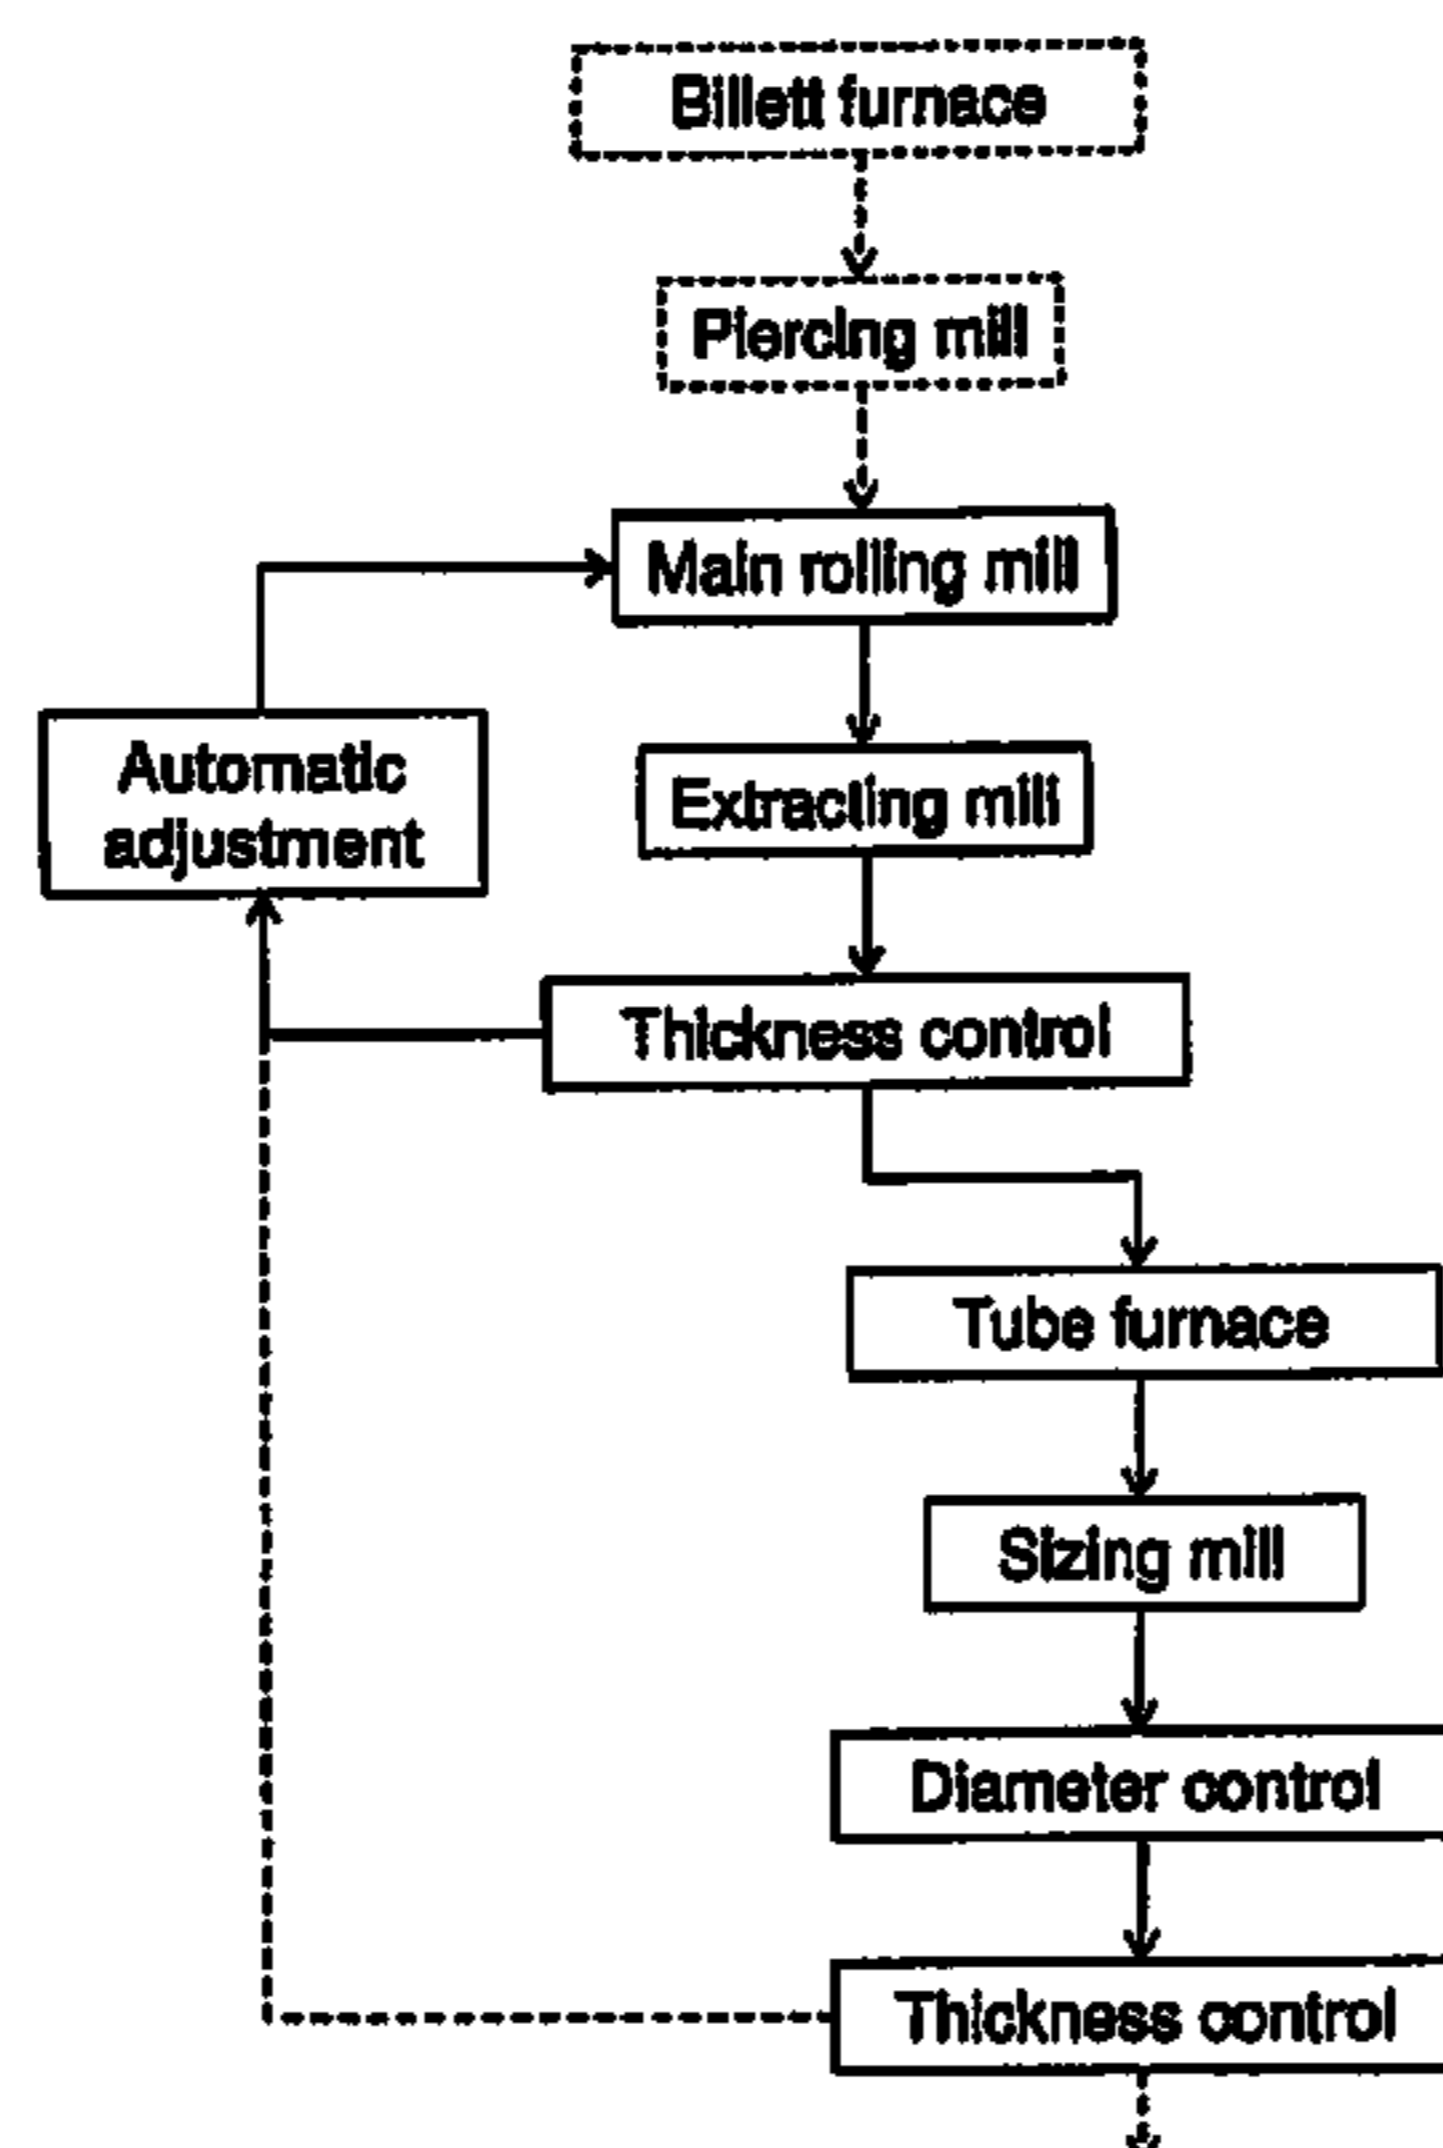 Billett furnace
Piercing mill
Main rolling mill
Automatic
adjustment
Extracting mill
Thickness control
Tube furnace
Sizing mill
Diameter control
Thickness control